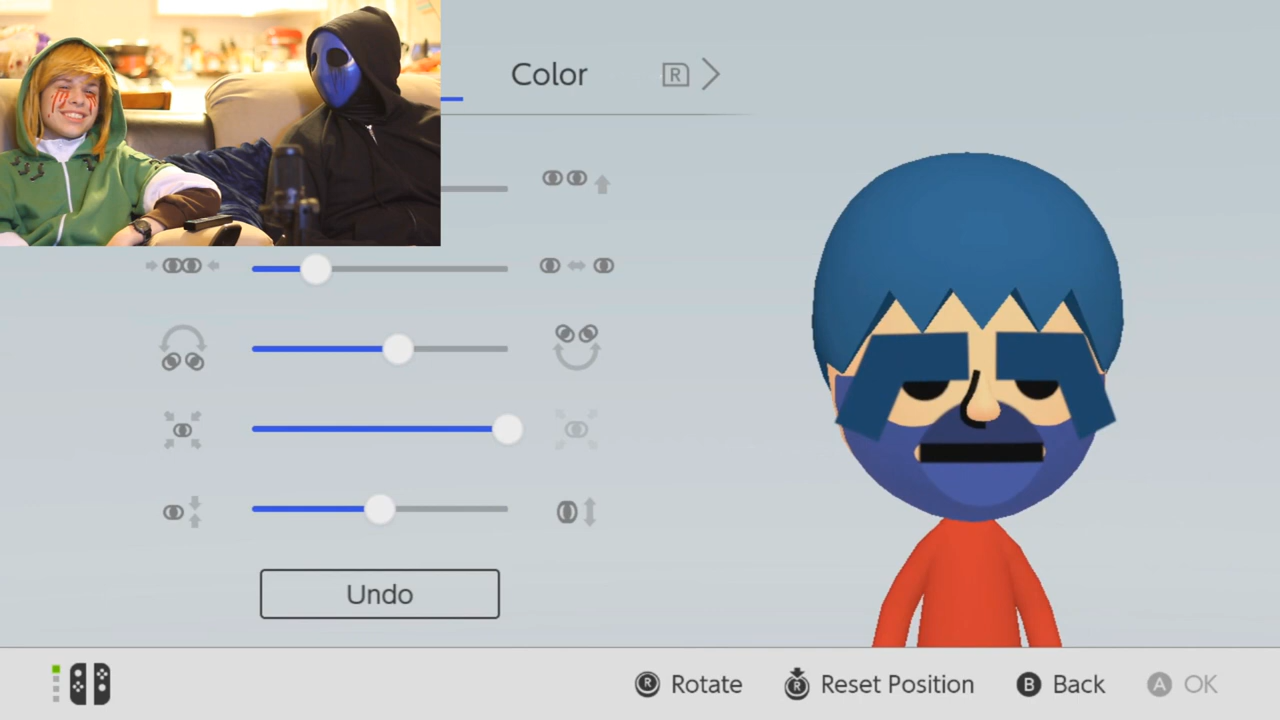 Color R
Undo
R Rotate
R Reset Position
B Back
A OK